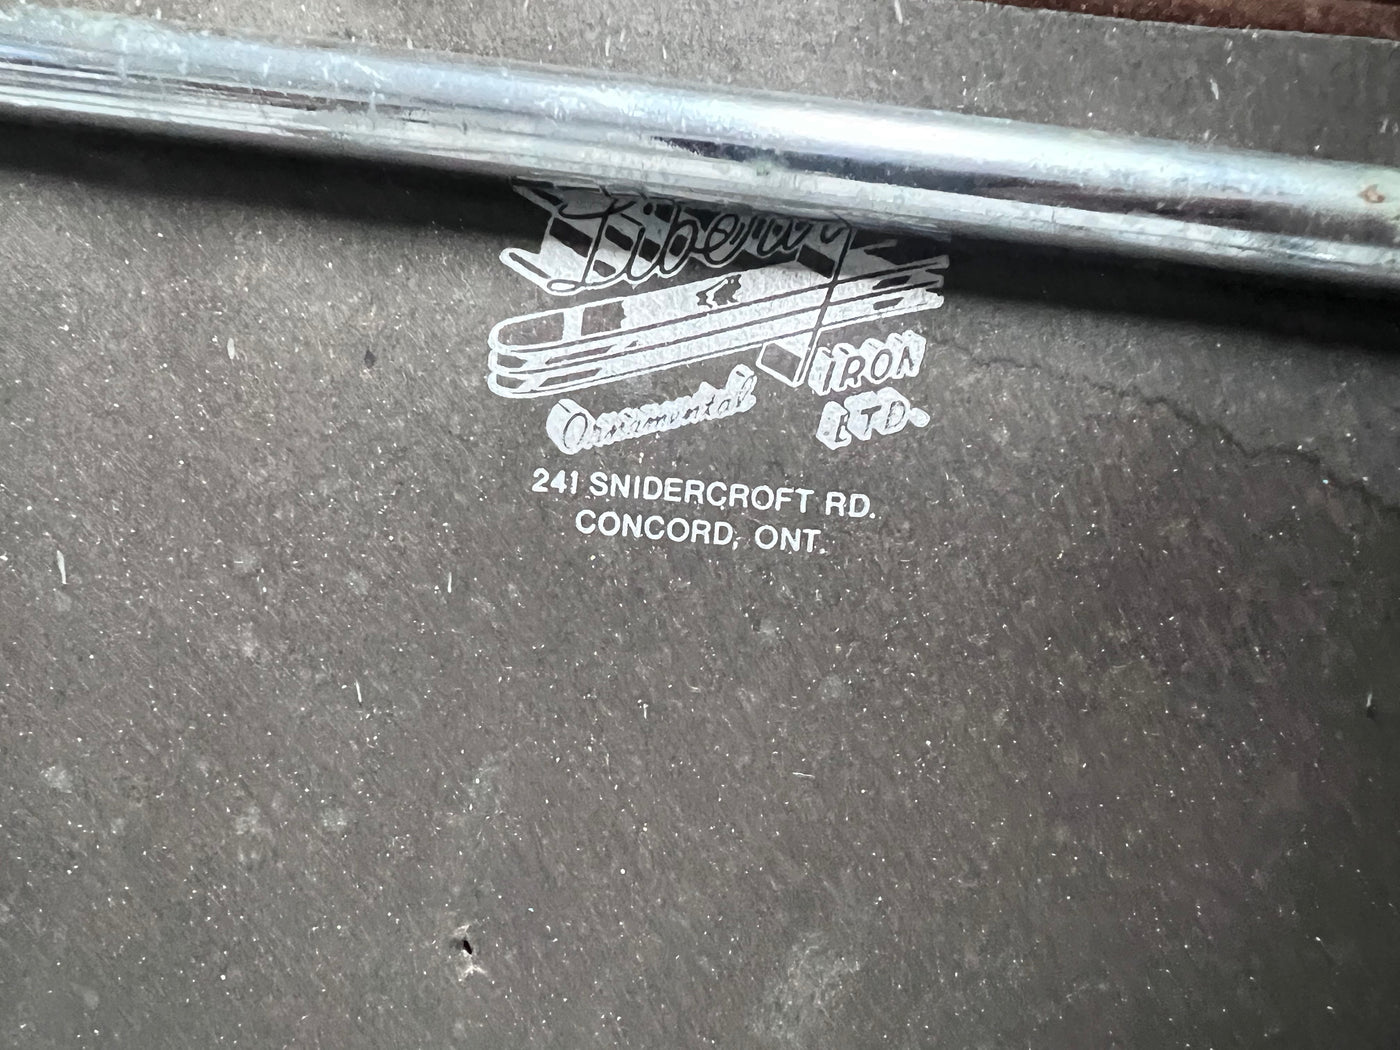 Liberty
Ornamental IRON
LTD.
241 SNIDERCROFT RD.
CONCORD, ONT.